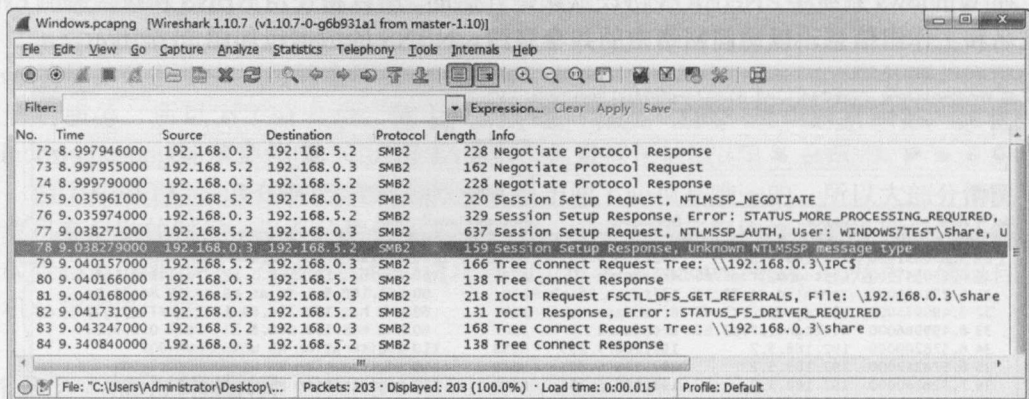 Windows.pcapng [Wireshark 1.10.7 (v1.10.7-0-g6b931a1 from master-1.10)]
File Edit View Go Capture Analyze Statistics Telephony Tools Internals Help
Filter: Expression... Clear Apply Save
No. Time Source Destination Protocol Length Info
72 8.997946000 192.168.0.3 192.168.5.2 SMB2 228 Negotiate Protocol Response
73 8.997955000 192.168.5.2 192.168.0.3 SMB2 162 Negotiate Protocol Request
74 8.999790000 192.168.0.3 192.168.5.2 SMB2 228 Negotiate Protocol Response
75 9.035961000 192.168.5.2 192.168.0.3 SMB2 220 Session Setup Request, NTLMSSP_NEGOTIATE
76 9.035974000 192.168.0.3 192.168.5.2 SMB2 329 Session Setup Response, Error: STATUS_MORE_PROCESSING_REQUIRED,
77 9.038271000 192.168.5.2 192.168.0.3 SMB2 637 Session Setup Request, NTLMSSP_AUTH, User: WINDOWS7TEST\Share, U
78 9.038279000 192.168.0.3 192.168.5.2 SMB2 159 Session Setup Response, Unknown NTLMSSP message type
79 9.040157000 192.168.5.2 192.168.0.3 SMB2 166 Tree Connect Request Tree: \\192.168.0.3\IPC$
80 9.040166000 192.168.0.3 192.168.5.2 SMB2 138 Tree Connect Response
81 9.040168000 192.168.5.2 192.168.0.3 SMB2 218 Ioctl Request FSCTL_DFS_GET_REFERRALS, File: \192.168.0.3\share
82 9.041731000 192.168.0.3 192.168.5.2 SMB2 131 Ioctl Response, Error: STATUS_FS_DRIVER_REQUIRED
83 9.043247000 192.168.5.2 192.168.0.3 SMB2 168 Tree Connect Request Tree: \\192.168.0.3\share
84 9.340840000 192.168.0.3 192.168.5.2 SMB2 138 Tree Connect Response
File: "C:\Users\Administrator\Desktop\... Packets: 203 · Displayed: 203 (100.0%) · Load time: 0:00.015 Profile: Default